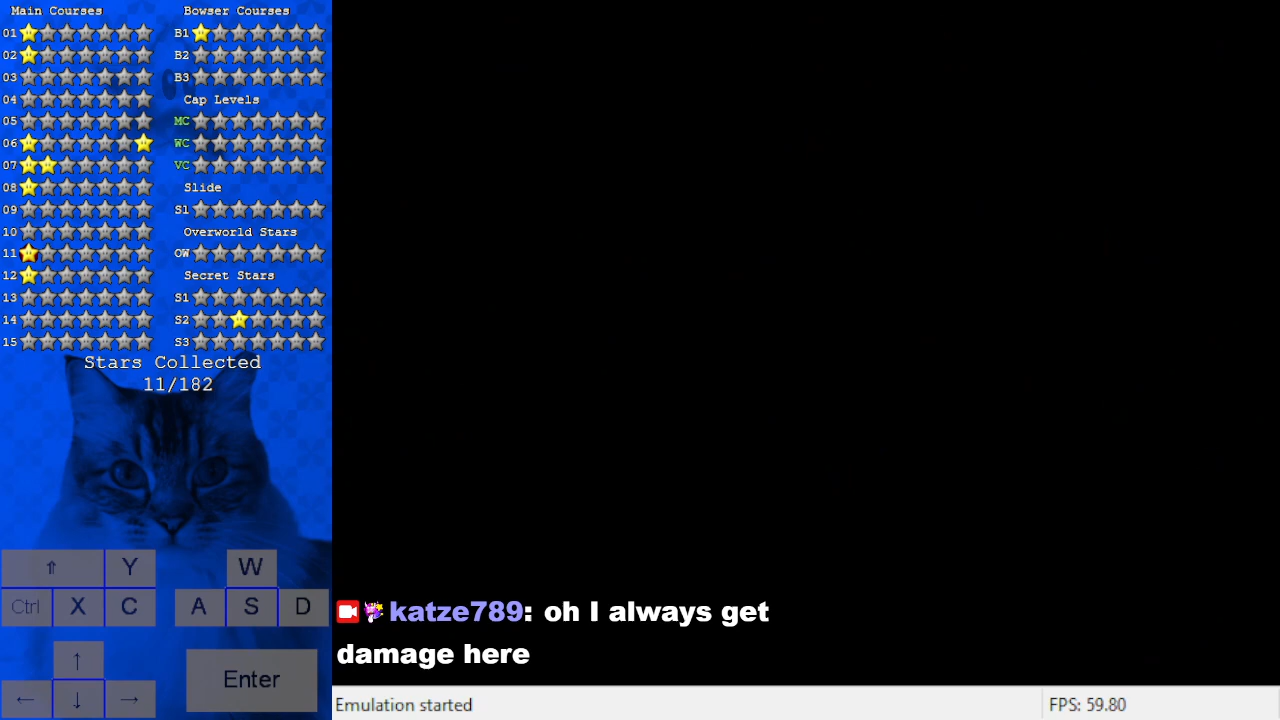 Main Courses
Bowser Courses
01
B1
02
B2
03
B3
04
Cap Levels
05
MC
06
WC
07
VC
08
Slide
09
S1
10
Overworld Stars
11
OW
12
Secret Stars
13
S1
14
S2
15
S3
Stars Collected
11/182
⇑ Y W
Ctrl X C A S D
↑
← ↓ → Enter
katze789: oh I always get
damage here
Emulation started
FPS: 59.80